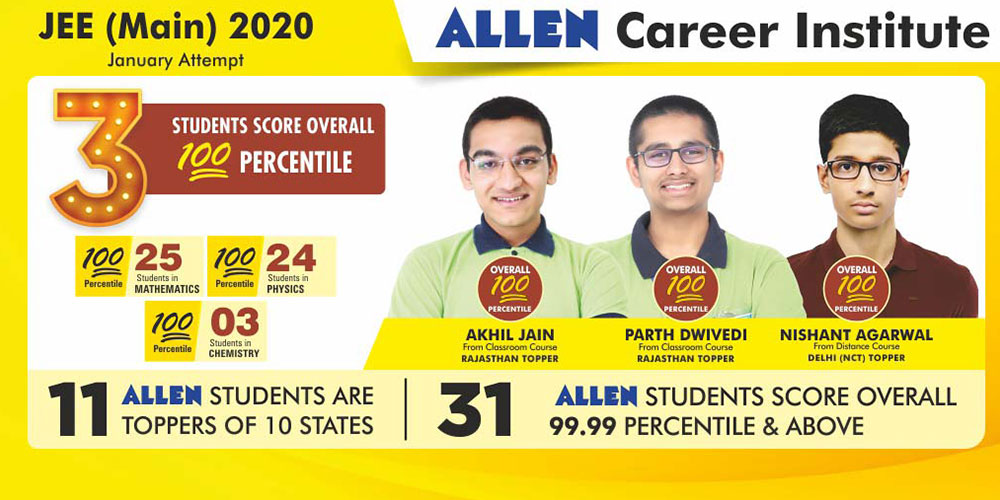 JEE (Main) 2020
January Attempt
ALLEN Career Institute
3
STUDENTS SCORE OVERALL
100 PERCENTILE
100
Percentile
25
Students in
MATHEMATICS
100
Percentile
24
Students in
PHYSICS
100
Percentile
03
Students in
CHEMISTRY
OVERALL
100
PERCENTILE
AKHIL JAIN
From Classroom Course
RAJASTHAN TOPPER
OVERALL
100
PERCENTILE
PARTH DWIVEDI
From Classroom Course
RAJASTHAN TOPPER
OVERALL
100
PERCENTILE
NISHANT AGARWAL
From Distance Course
DELHI (NCT) TOPPER
11
ALLEN STUDENTS ARE
TOPPERS OF 10 STATES
31
ALLEN STUDENTS SCORE OVERALL
99.99 PERCENTILE & ABOVE